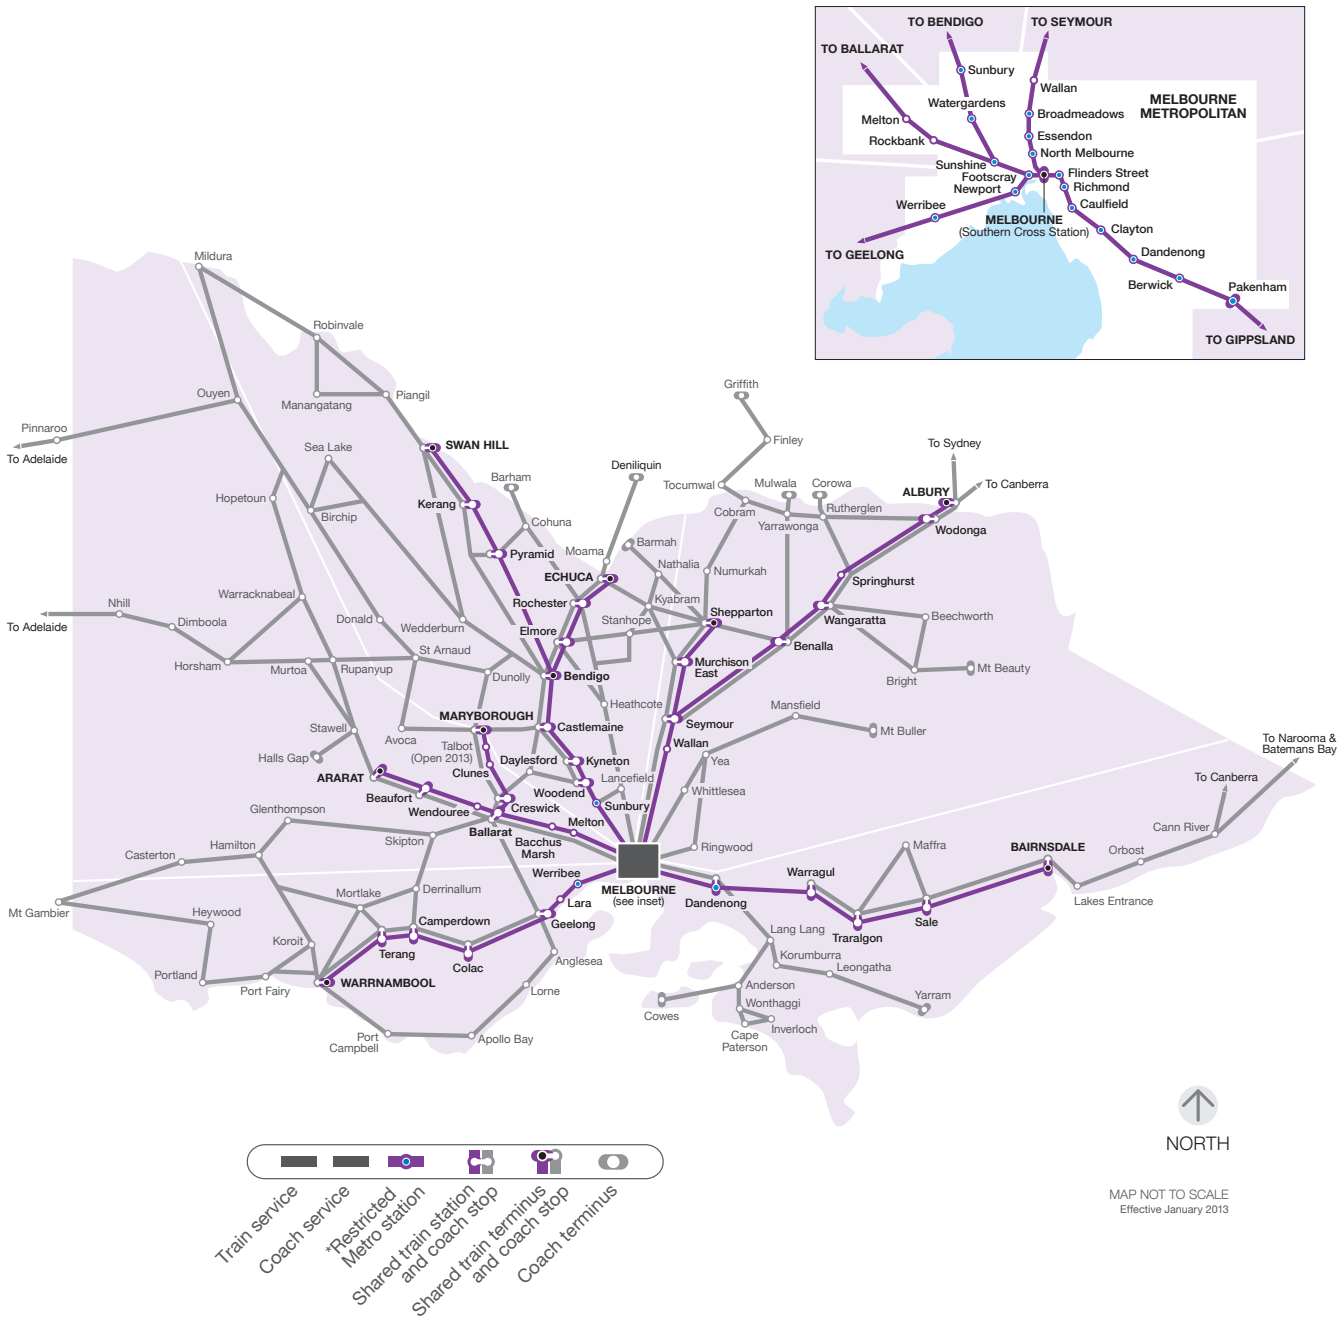 TO BENDIGO
TO SEYMOUR
TO BALLARAT
Sunbury
Wallan
MELBOURNE
METROPOLITAN
Watergardens
Broadmeadows
Melton
Essendon
Rockbank
North Melbourne
Sunshine
Footscray
Flinders Street
Newport
Richmond
Werribee
Caulfield
MELBOURNE
(Southern Cross Station)
Clayton
TO GEELONG
Dandenong
Berwick
Pakenham
TO GIPPSLAND
Mildura
Robinvale
Ouyen
Manangatang
Piangil
Griffith
Pinnaroo
To Adelaide
Sea Lake
SWAN HILL
Finley
To Sydney
Barham
Deniliquin
Tocumwal
Mulwala
Corowa
To Canberra
ALBURY
Hopetoun
Kerang
Birchip
Cohuna
Cobram
Rutherglen
Yarrawonga
Wodonga
Moama
Barmah
Pyramid
ECHUCA
Nathalia
Numurkah
Springhurst
Nhill
Warracknabeal
Rochester
Kyabram
To Adelaide
Dimboola
Donald
Wedderburn
Stanhope
Shepparton
Wangaratta
Beechworth
Elmore
Benalla
Horsham
Murtoa
Rupanyup
St Arnaud
Dunolly
Bendigo
Murchison
East
Mt Beauty
Bright
Heathcote
Mansfield
MARYBOROUGH
Castlemaine
Seymour
Stawell
Avoca
Talbot
(Open 2013)
Wallan
Mt Buller
Halls Gap
Clunes
Daylesford
Kyneton
Yea
To Narooma &
Batemans Bay
ARARAT
Lancefield
To Canberra
Beaufort
Woodend
Whittlesea
Wendouree
Creswick
Sunbury
Glenthompson
Melton
Cann River
Ballarat
Skipton
Bacchus
Marsh
Ringwood
Maffra
BAIRNSDALE
Orbost
Hamilton
Casterton
Werribee
MELBOURNE
(see inset)
Warragul
Dandenong
Mortlake
Derrinallum
Lara
Lakes Entrance
Mt Gambier
Heywood
Camperdown
Geelong
Sale
Koroit
Traralgon
Lang Lang
Terang
Colac
Anglesea
Korumburra
Leongatha
Portland
WARRNAMBOOL
Port Fairy
Lorne
Anderson
Yarram
Wonthaggi
Cowes
Inverloch
Port
Campbell
Apollo Bay
Cape
Paterson
NORTH
MAP NOT TO SCALE
Effective January 2013
Train service
Coach service
*Restricted
Metro station
Shared train station
and coach stop
Shared train terminus
and coach stop
Coach terminus